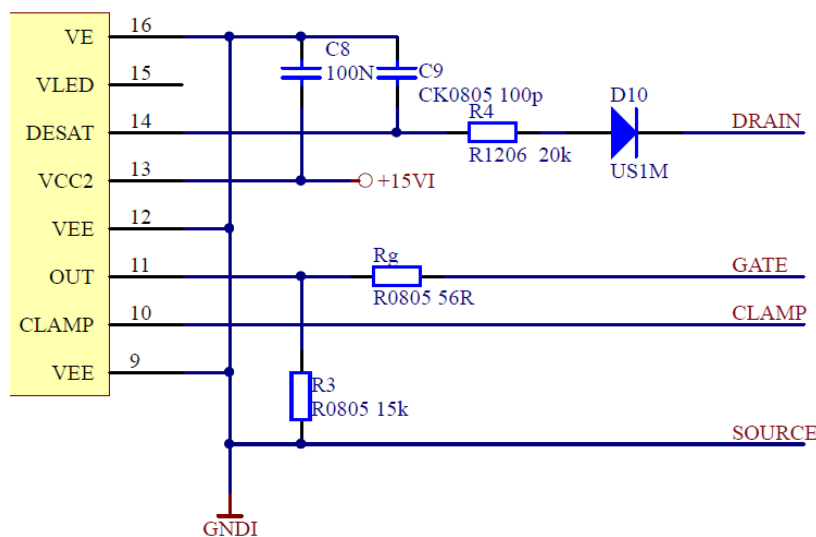 VE 16
C8
100N
C9
VLED 15
CK0805 100p
D10
DESAT 14
R4
DRAIN
R1206 20k
US1M
VCC2 13
+15VI
VEE 12
OUT 11
Rg
GATE
R0805 56R
CLAMP 10
CLAMP
VEE 9
R3
R0805 15k
SOURCE
GNDI